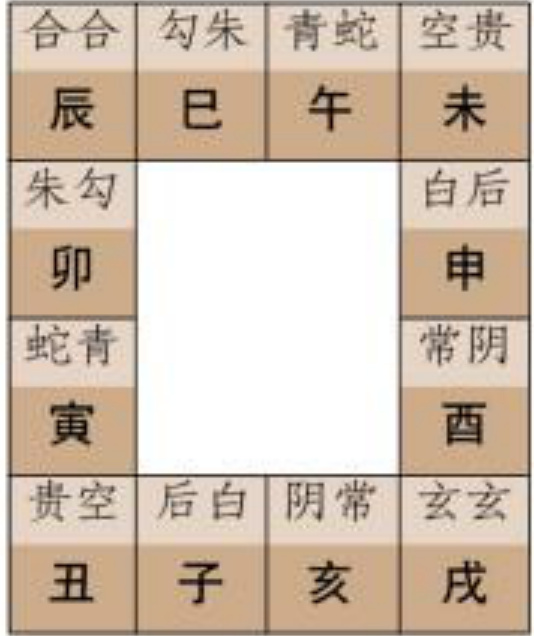 合合 勾朱 青蛇 空贵
辰 巳 午 未
朱勾 白后
卯 申
蛇青 常阴
寅 酉
贵空 后白 阴常 玄玄
丑 子 亥 戌